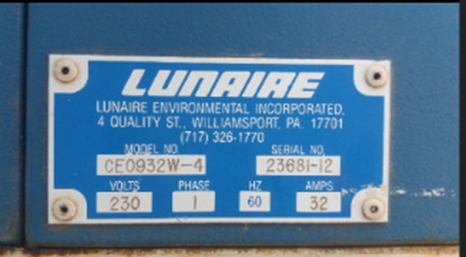 LUNAIRE
LUNAIRE ENVIRONMENTAL INCORPORATED.
4 QUALITY ST., WILLIAMSPORT, PA. 17701
(717) 326-1770
MODEL NO. SERIAL NO.
CEO932W-4 23681-12
VOLTS PHASE HZ AMPS
230 1 60 32